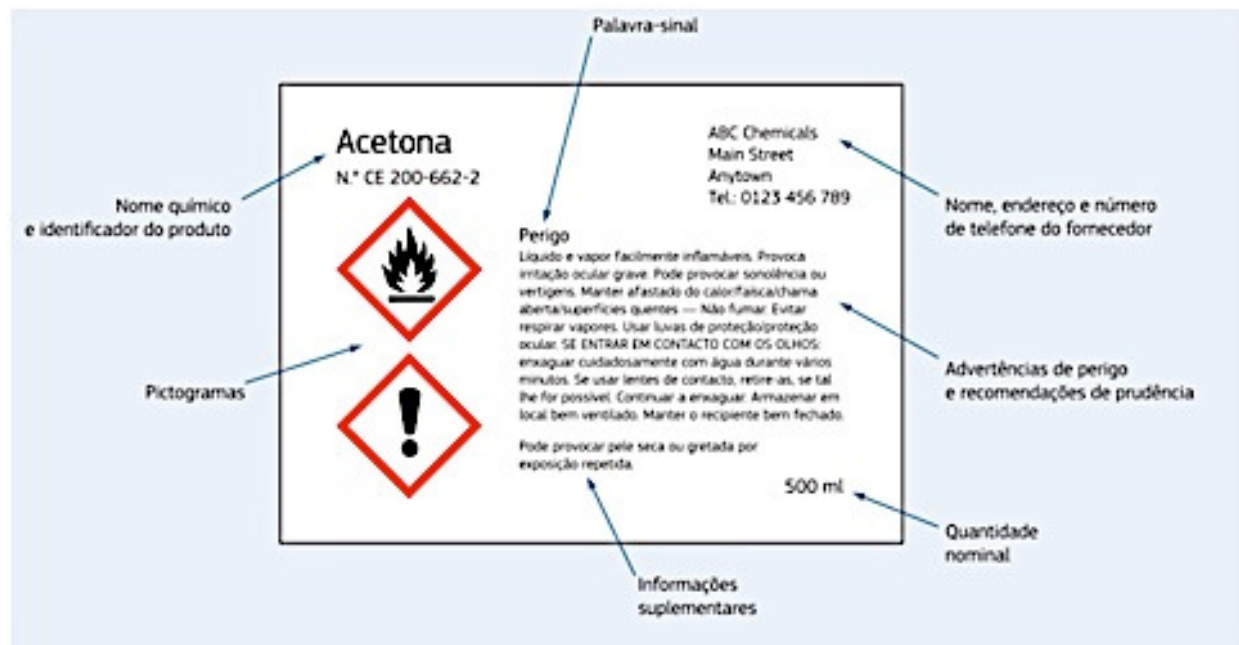 Palavra-sinal
Acetona
N.° CE 200-662-2
ABC Chemicals
Main Street
Anytown
Tel.: 0123 456 789
Nome químico
e identificador do produto
Nome, endereço e número
de telefone do fornecedor
Perigo
Líquido e vapor facilmente inflamáveis. Provoca
irritação ocular grave. Pode provocar sonolência ou
vertigens. Manter afastado do calor/faísca/chama
aberta/superfícies quentes — Não fumar. Evitar
respirar vapores. Usar luvas de proteção/proteção
ocular. SE ENTRAR EM CONTACTO COM OS OLHOS:
enxaguar cuidadosamente com água durante vários
minutos. Se usar lentes de contacto, retire-as, se tal
lhe for possível. Continuar a enxaguar. Armazenar em
local bem ventilado. Manter o recipiente bem fechado.
Pictogramas
Advertências de perigo
e recomendações de prudência
Pode provocar pele seca ou gretada por
exposição repetida.
500 ml
Quantidade
nominal
Informações
suplementares